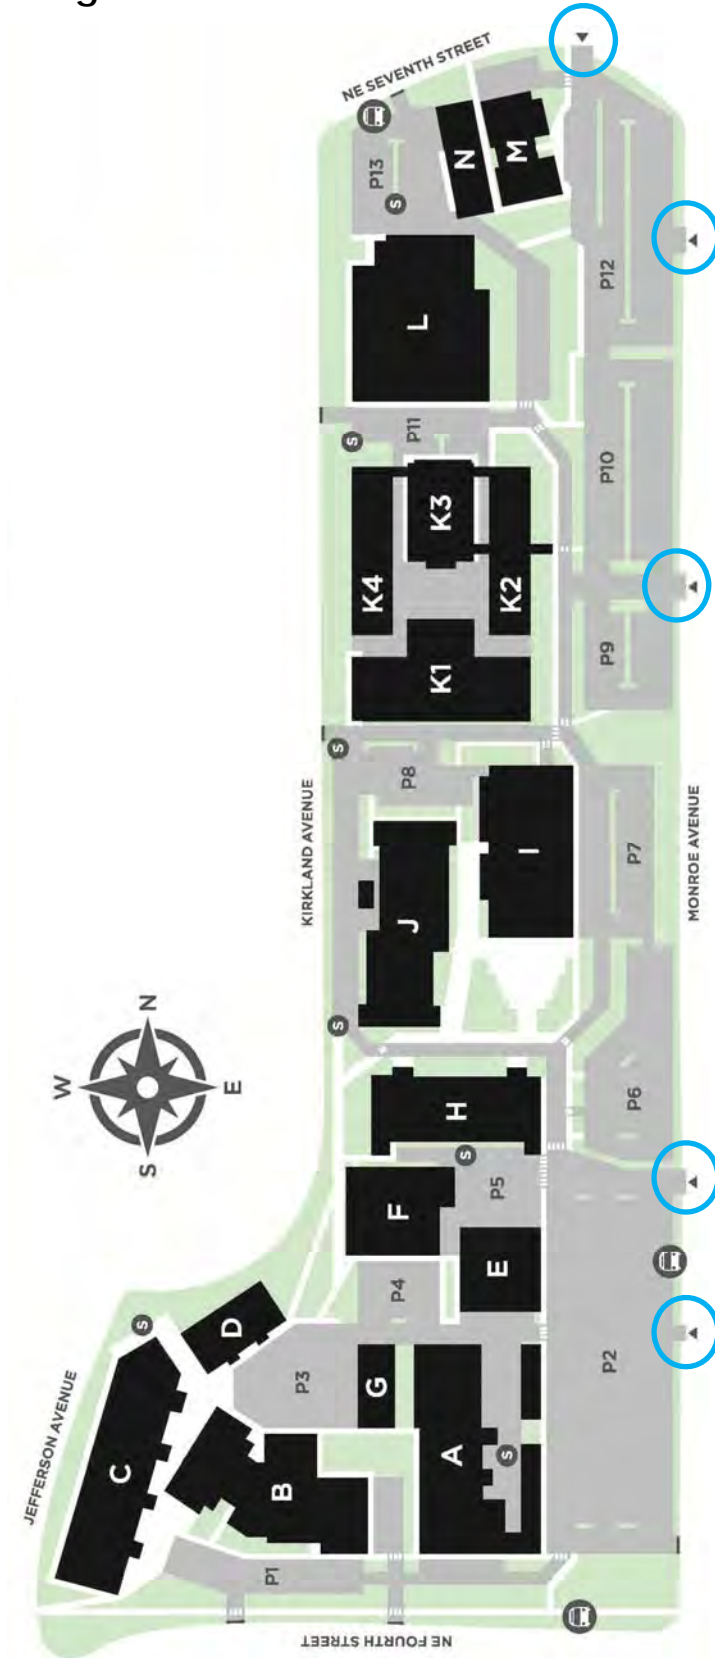 g
NE SEVENTH STREET
P13
S
N
M
L
P12
S
P11
P10
K3
K4
K2
K1
P9
S
P8
KIRKLAND AVENUE
MONROE AVENUE
I
P7
J
S
W
N
S
E
H
P6
S
P5
F
E
P4
S
D
JEFFERSON AVENUE
P3
G
P2
C
A
S
B
P1
NE FOURTH STREET